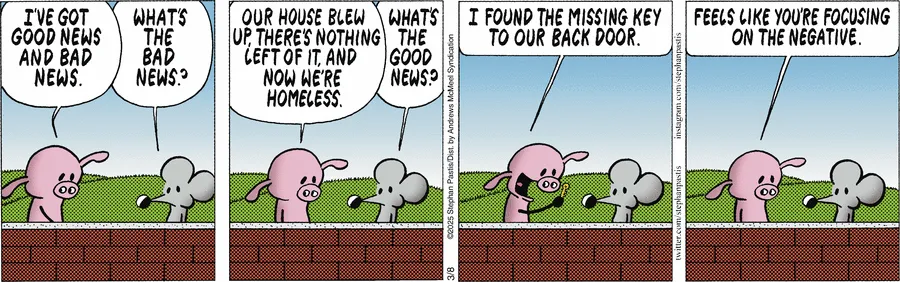 I'VE GOT
GOOD NEWS
AND BAD
NEWS.
WHAT'S
THE
BAD
NEWS?
OUR HOUSE BLEW
UP, THERE'S NOTHING
LEFT OF IT, AND
NOW WE'RE
HOMELESS.
WHAT'S
THE
GOOD
NEWS?
3/8 ©2025 Stephan Pastis/Dist. by Andrews McMeel Syndication
I FOUND THE MISSING KEY
TO OUR BACK DOOR.
twitter.com/stephanpastis instagram.com/stephanpastis
FEELS LIKE YOU'RE FOCUSING
ON THE NEGATIVE.